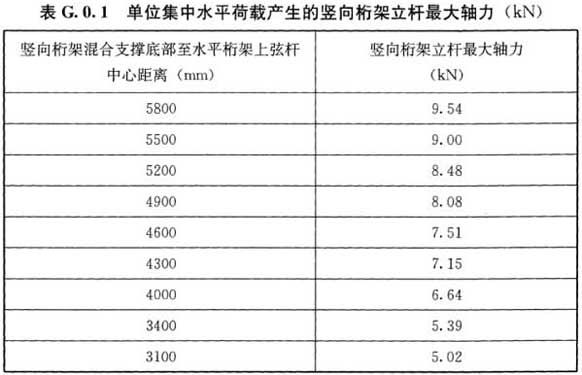 表 G.0.1 单位集中水平荷载产生的竖向桁架立杆最大轴力（kN）
竖向桁架混合支撑底部至水平桁架上弦杆
中心距离（mm）
竖向桁架立杆最大轴力
（kN）
5800 9.54
5500 9.00
5200 8.48
4900 8.08
4600 7.51
4300 7.15
4000 6.64
3400 5.39
3100 5.02